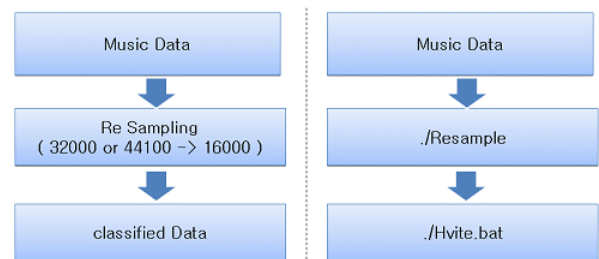 Music Data
Re Sampling
( 32000 or 44100 -> 16000 )
classified Data
Music Data
./Resample
./Hvite.bat